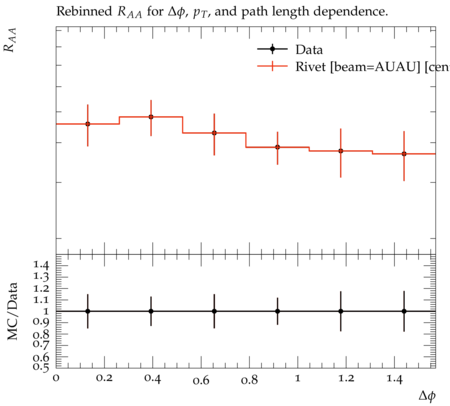 Rebinned R_AA for Δϕ, p_T, and path length dependence.
R_AA
Data
Rivet [beam=AUAU] [cen
MC/Data
1.4
1.3
1.2
1.1
1
0.9
0.8
0.7
0.6
0.5
0 0.2 0.4 0.6 0.8 1 1.2 1.4
Δϕ